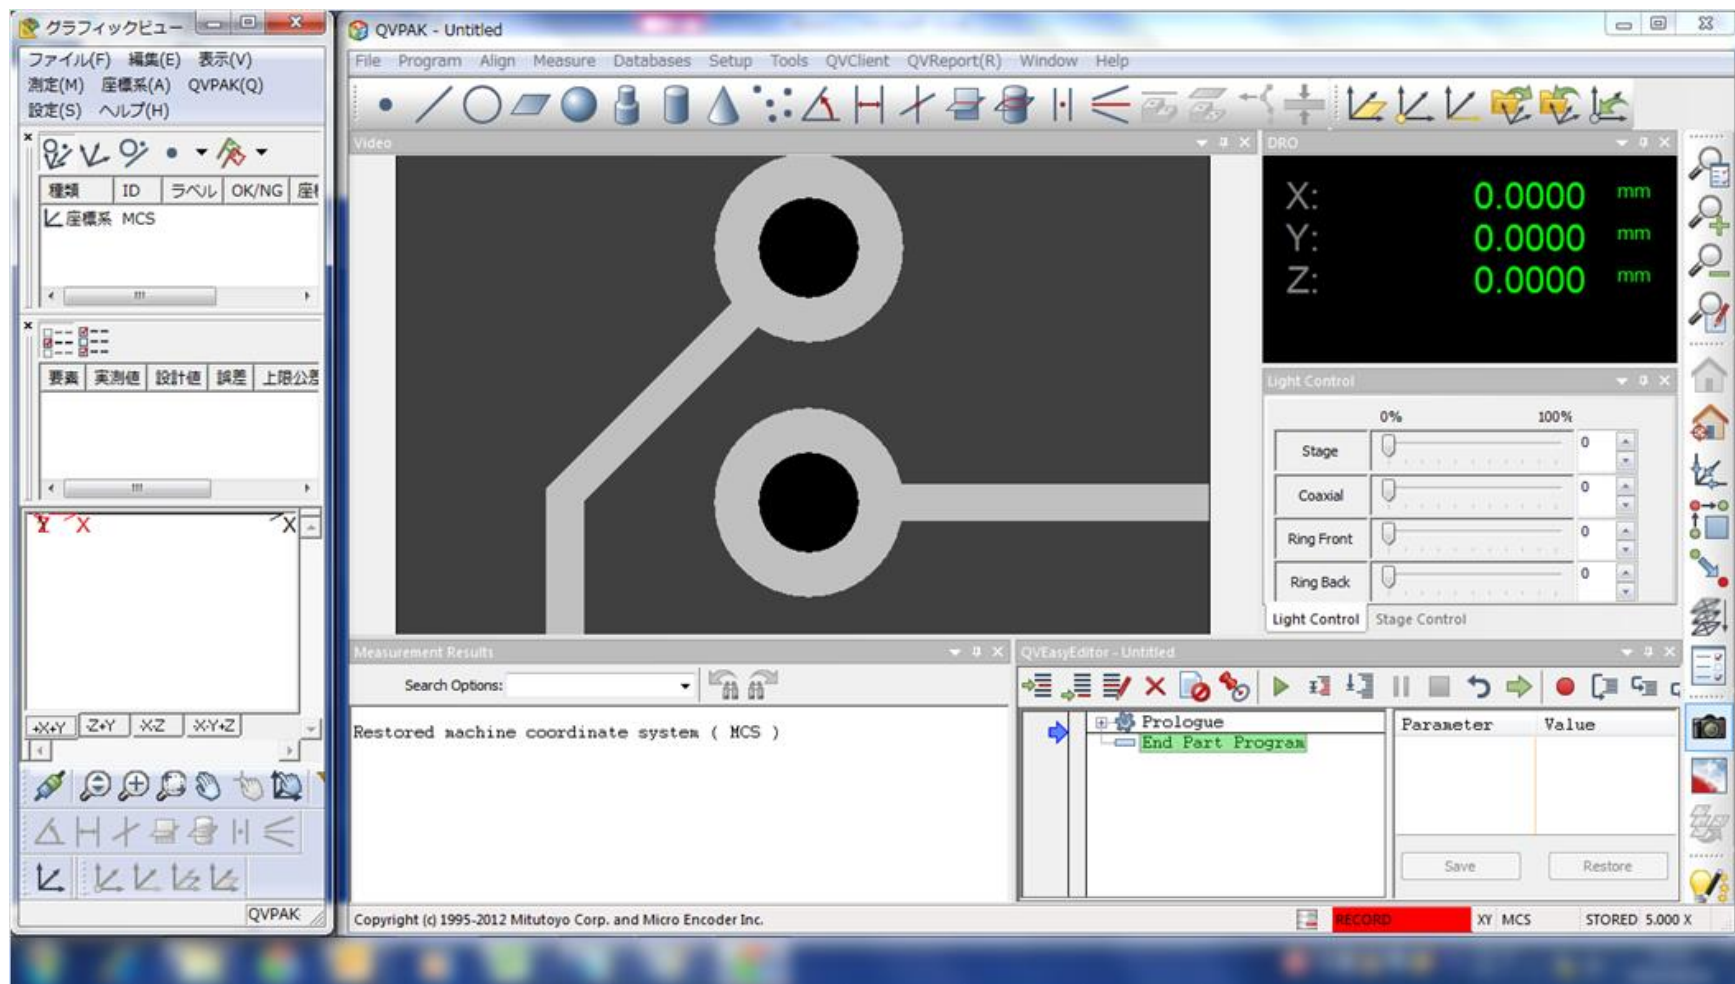 グラフィックビュー
ファイル(F) 編集(E) 表示(V)
測定(M) 座標系(A) QVPAK(Q)
設定(S) ヘルプ(H)
種類 ID ラベル OK/NG 座
座標系 MCS
要素 実測値 設計値 誤差 上限公差
Y X X
+X+Y -Z+Y -X-Z -X-Y+Z
QVPAK
QVPAK - Untitled
File Program Align Measure Databases Setup Tools QVClient QVReport(R) Window Help
Video
DRO
X: 0.0000 mm
Y: 0.0000 mm
Z: 0.0000 mm
Light Control
0% 100%
Stage 0
Coaxial 0
Ring Front 0
Ring Back 0
Light Control Stage Control
Measurement Results
Search Options:
Restored machine coordinate system ( MCS )
QVEasyEditor - Untitled
Prologue
End Part Program
Parameter Value
Save Restore
Copyright (c) 1995-2012 Mitutoyo Corp. and Micro Encoder Inc.
RECORD XY MCS STORED 5.000 X